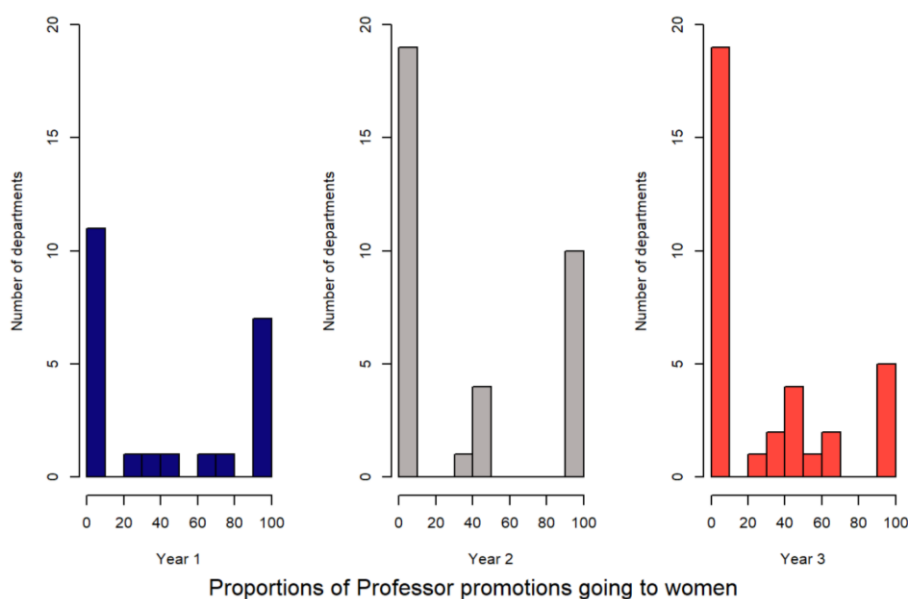 Number of departments
20
15
10
5
0
0 20 40 60 80 100
Year 1
Number of departments
20
15
10
5
0
0 20 40 60 80 100
Year 2
Number of departments
20
15
10
5
0
0 20 40 60 80 100
Year 3
Proportions of Professor promotions going to women